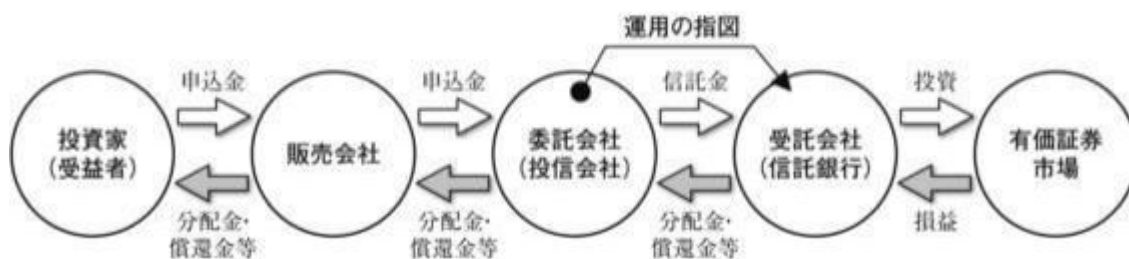 運用の指図
申込金
申込金
信託金
投資
投資家
(受益者)
販売会社
委託会社
(投信会社)
受託会社
(信託銀行)
有価証券
市場
分配金・
償還金等
分配金・
償還金等
分配金・
償還金等
損益